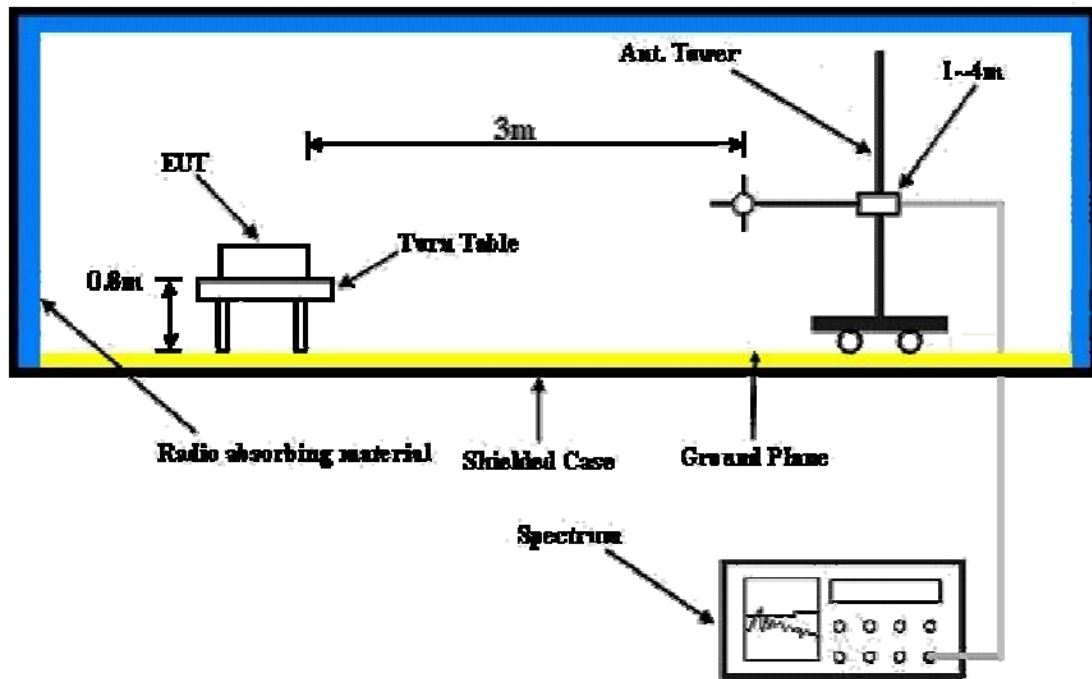 Ant. Tower
1~4m
3m
EUT
Turn Table
0.8m
Radio absorbing material
Shielded Case
Ground Plane
Spectrum